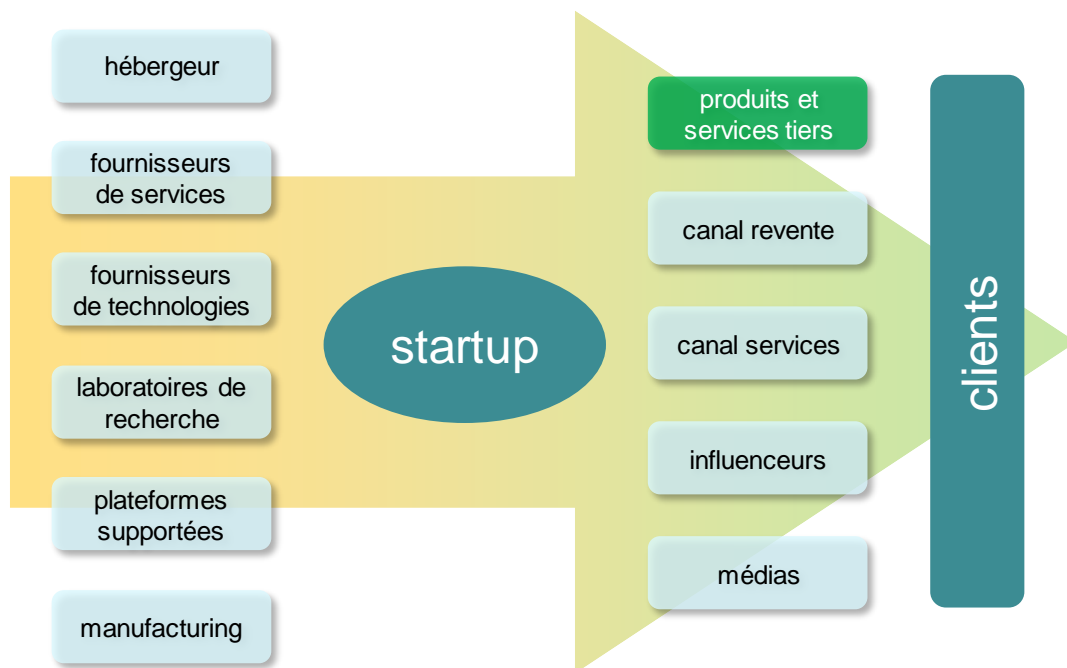 hébergeur
fournisseurs
de services
fournisseurs
de technologies
laboratoires de
recherche
plateformes
supportées
manufacturing
startup
produits et
services tiers
canal revente
canal services
influenceurs
médias
clients